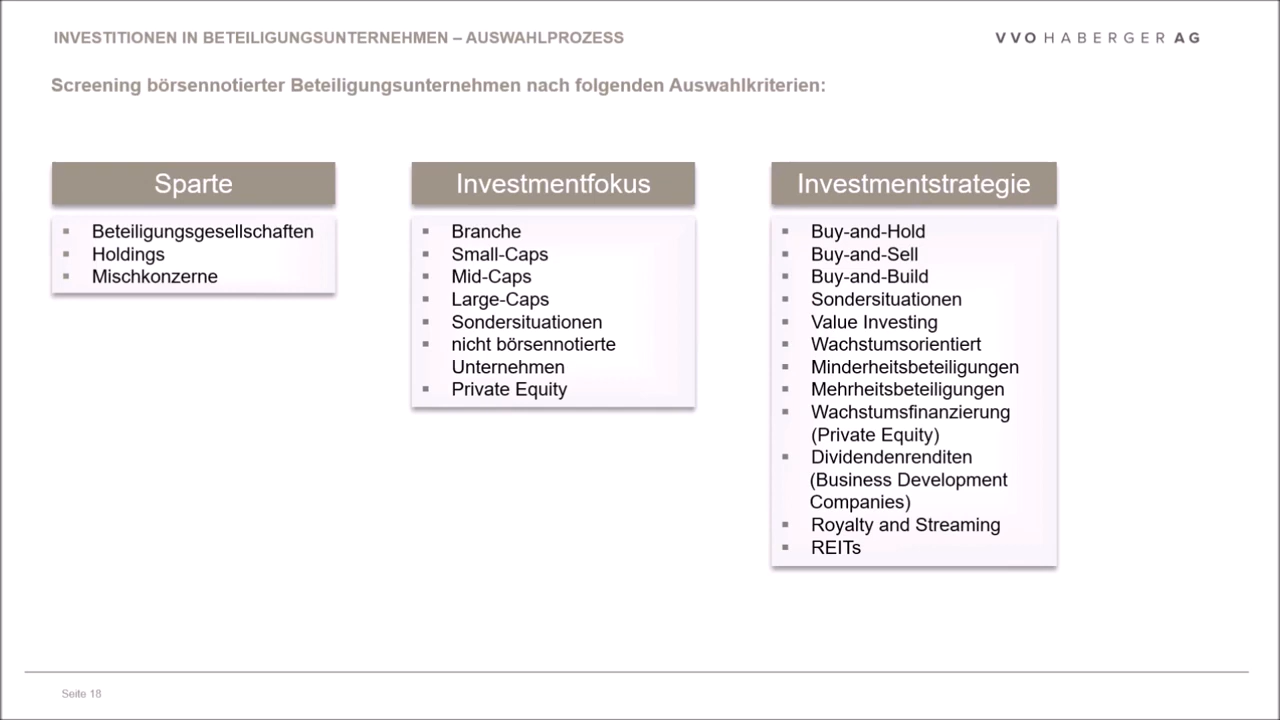 INVESTITIONEN IN BETEILIGUNGSUNTERNEHMEN – AUSWAHLPROZESS
VVO HABERGER AG
Screening börsennotierter Beteiligungsunternehmen nach folgenden Auswahlkriterien:
Sparte
▪ Beteiligungsgesellschaften
▪ Holdings
▪ Mischkonzerne
Investmentfokus
▪ Branche
▪ Small-Caps
▪ Mid-Caps
▪ Large-Caps
▪ Sondersituationen
▪ nicht börsennotierte
Unternehmen
▪ Private Equity
Investmentstrategie
▪ Buy-and-Hold
▪ Buy-and-Sell
▪ Buy-and-Build
▪ Sondersituationen
▪ Value Investing
▪ Wachstumsorientiert
▪ Minderheitsbeteiligungen
▪ Mehrheitsbeteiligungen
▪ Wachstumsfinanzierung
(Private Equity)
▪ Dividendenrenditen
(Business Development
Companies)
▪ Royalty and Streaming
▪ REITs
Seite 18